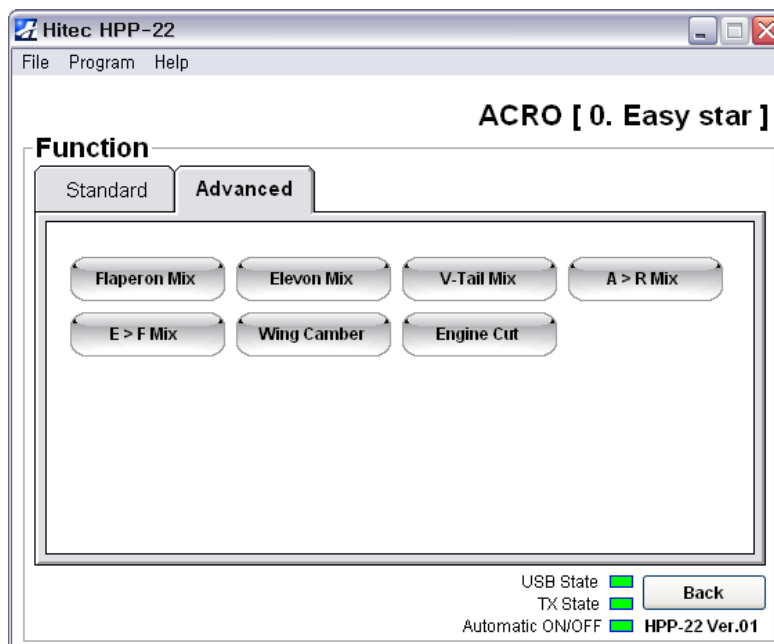 Hitec HPP-22
File Program Help
ACRO [ 0. Easy star ]
Function
Standard Advanced
Flaperon Mix Elevon Mix V-Tail Mix A > R Mix
E > F Mix Wing Camber Engine Cut
USB State
TX State
Back
Automatic ON/OFF HPP-22 Ver.01